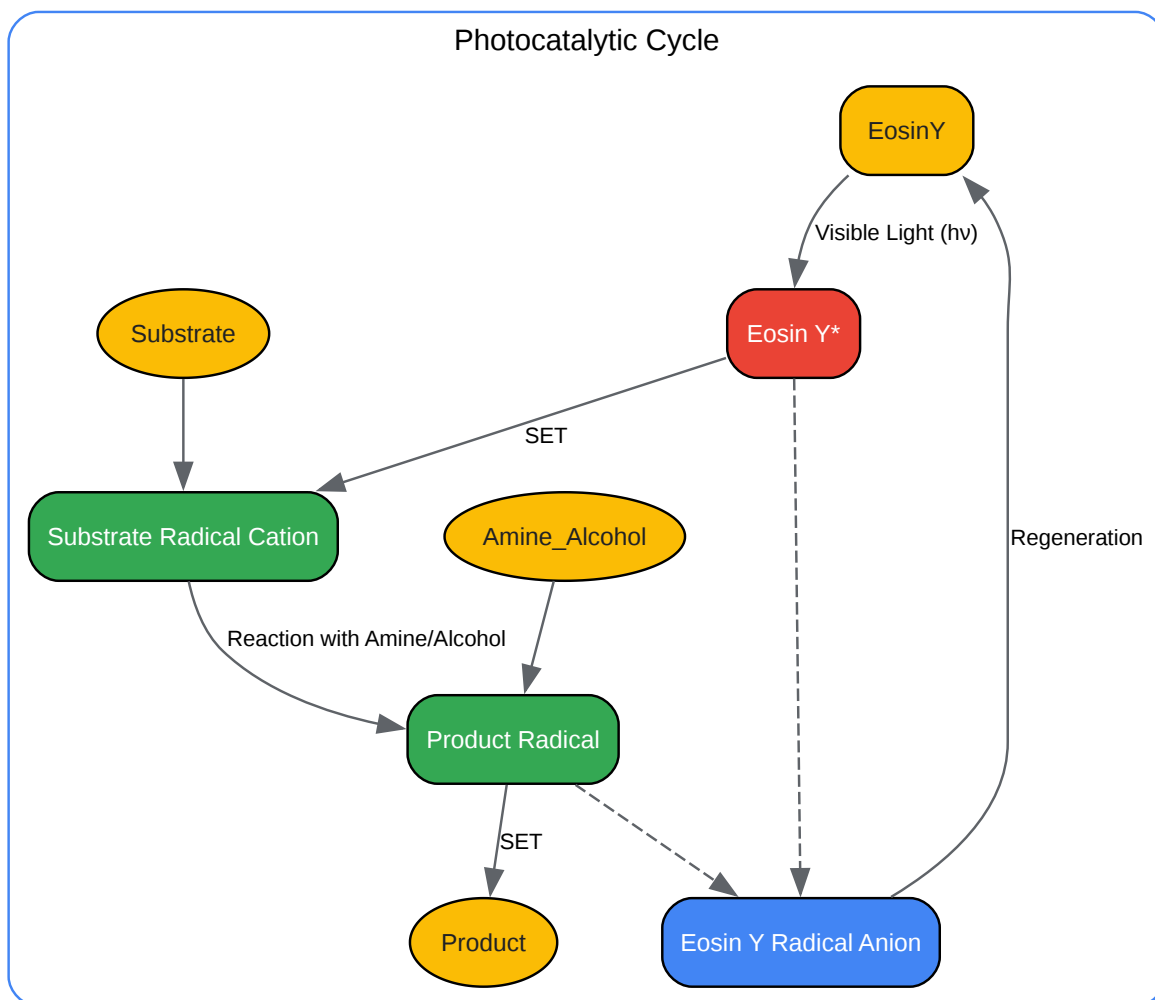 Photocatalytic Cycle
EosinY
Visible Light (hν)
Substrate
Eosin Y*
SET
Substrate Radical Cation
Amine_Alcohol
Regeneration
Reaction with Amine/Alcohol
Product Radical
SET
Product
Eosin Y Radical Anion